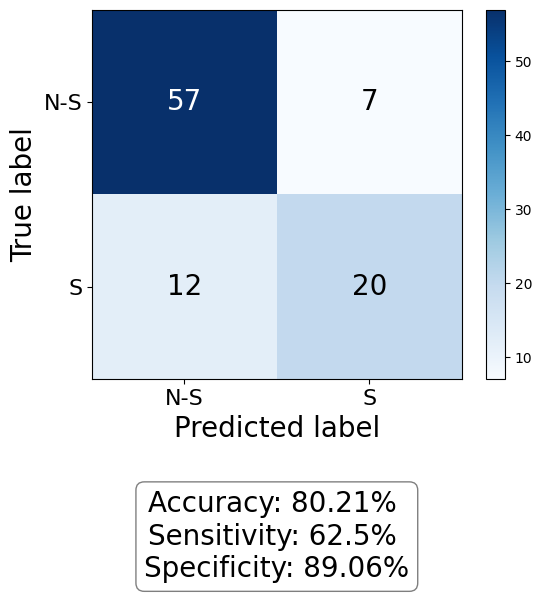 57
7
12
20
N-S
S
True label
N-S
S
Predicted label
50
40
30
20
10
Accuracy: 80.21%
Sensitivity: 62.5%
Specificity: 89.06%